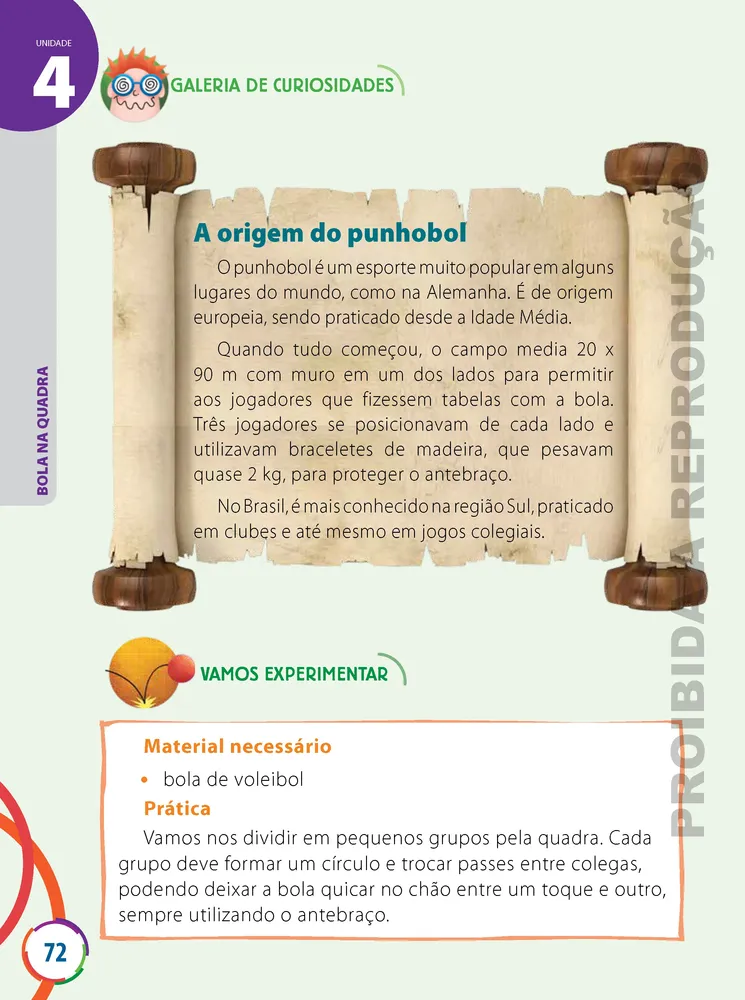 UNIDADE
4
GALERIA DE CURIOSIDADES
A origem do punhobol
O punhobol é um esporte muito popular em alguns
lugares do mundo, como na Alemanha. É de origem
europeia, sendo praticado desde a Idade Média.
Quando tudo começou, o campo media 20 x
90 m com muro em um dos lados para permitir
aos jogadores que fizessem tabelas com a bola.
Três jogadores se posicionavam de cada lado e
utilizavam braceletes de madeira, que pesavam
quase 2 kg, para proteger o antebraço.
No Brasil, é mais conhecido na região Sul, praticado
em clubes e até mesmo em jogos colegiais.
BOLA NA QUADRA
VAMOS EXPERIMENTAR
Material necessário
• bola de voleibol
Prática
Vamos nos dividir em pequenos grupos pela quadra. Cada
grupo deve formar um círculo e trocar passes entre colegas,
podendo deixar a bola quicar no chão entre um toque e outro,
sempre utilizando o antebraço.
72
PROIBIDA A REPRODUÇÃO